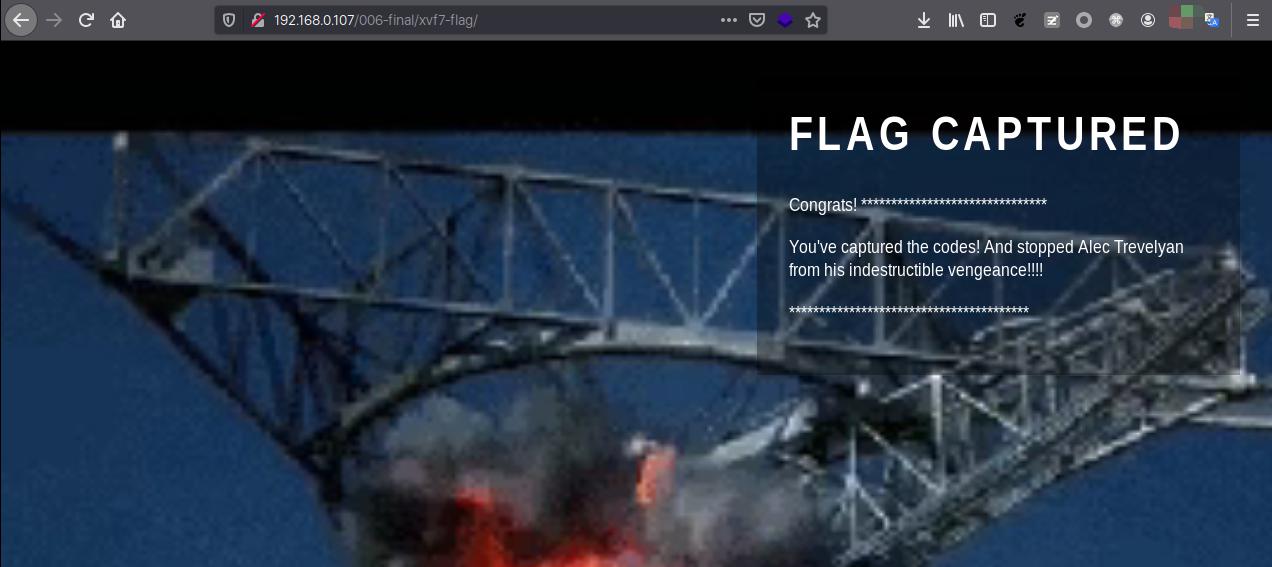 192.168.0.107/006-final/xvf7-flag/
FLAG CAPTURED
Congrats! *******************************
You've captured the codes! And stopped Alec Trevelyan
from his indestructible vengeance!!!!
****************************************